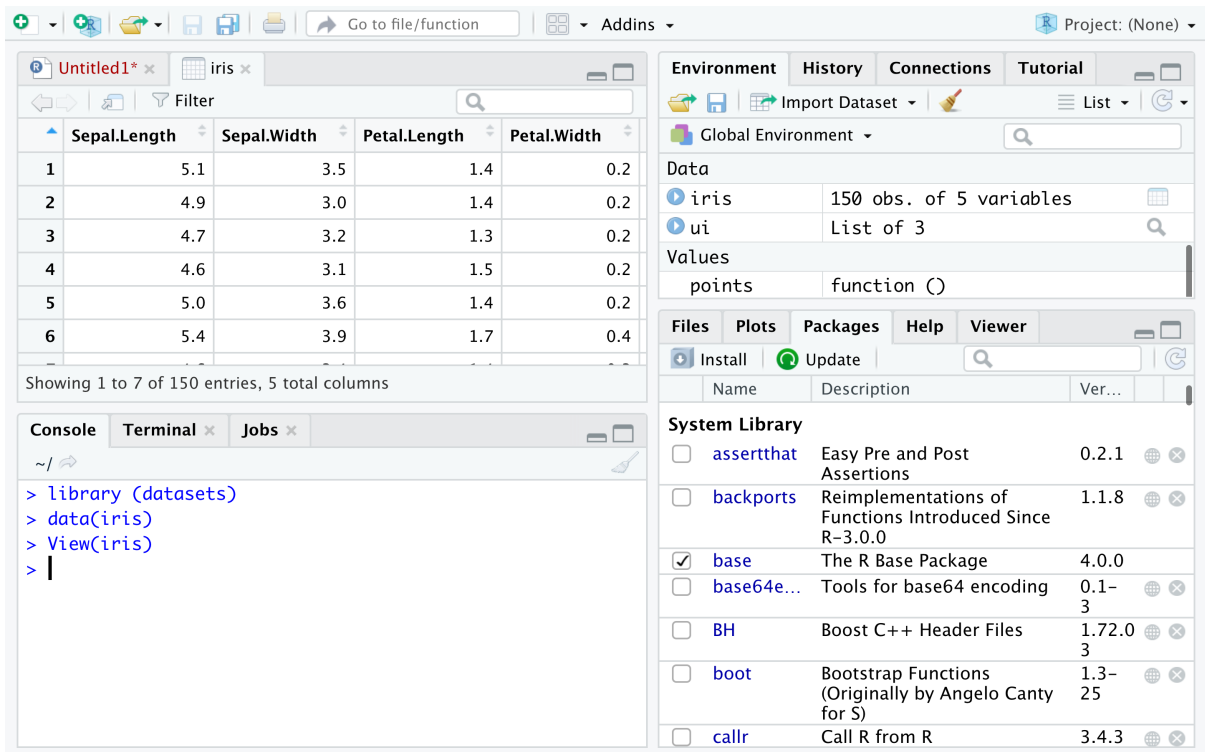 Go to file/function Addins Project: (None)
Untitled1* iris
Filter
Sepal.Length Sepal.Width Petal.Length Petal.Width
1 5.1 3.5 1.4 0.2
2 4.9 3.0 1.4 0.2
3 4.7 3.2 1.3 0.2
4 4.6 3.1 1.5 0.2
5 5.0 3.6 1.4 0.2
6 5.4 3.9 1.7 0.4
Showing 1 to 7 of 150 entries, 5 total columns
Console Terminal Jobs
~/
> library (datasets)
> data(iris)
> View(iris)
>
Environment History Connections Tutorial
Import Dataset List
Global Environment
Data
iris 150 obs. of 5 variables
ui List of 3
Values
points function ()
Files Plots Packages Help Viewer
Install Update
Name Description Ver...
System Library
assertthat Easy Pre and Post 0.2.1
Assertions
backports Reimplementations of 1.1.8
Functions Introduced Since
R-3.0.0
base The R Base Package 4.0.0
base64e... Tools for base64 encoding 0.1-
3
BH Boost C++ Header Files 1.72.0
3
boot Bootstrap Functions 1.3-
(Originally by Angelo Canty 25
for S)
callr Call R from R 3.4.3